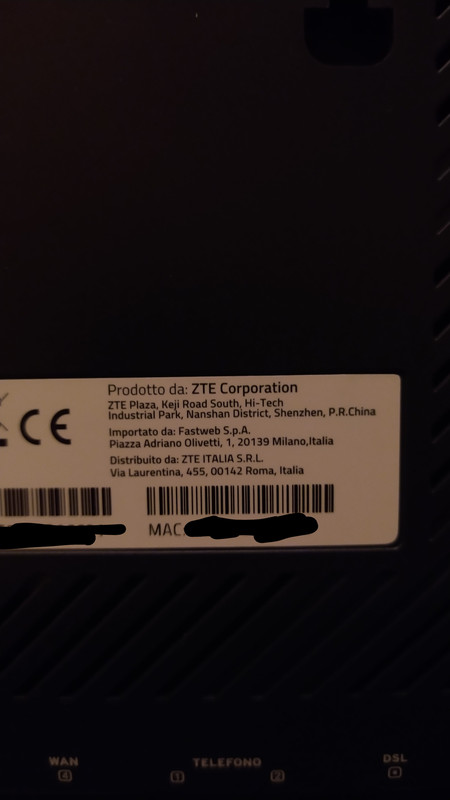 Prodotto da: ZTE Corporation
ZTE Plaza, Keji Road South, Hi-Tech
Industrial Park, Nanshan District, Shenzhen, P.R.China
Importato da: Fastweb S.p.A.
Piazza Adriano Olivetti, 1, 20139 Milano,Italia
Distribuito da: ZTE ITALIA S.R.L.
Via Laurentina, 455, 00142 Roma, Italia
CE
MAC:
WAN TELEFONO DSL
4 1 2